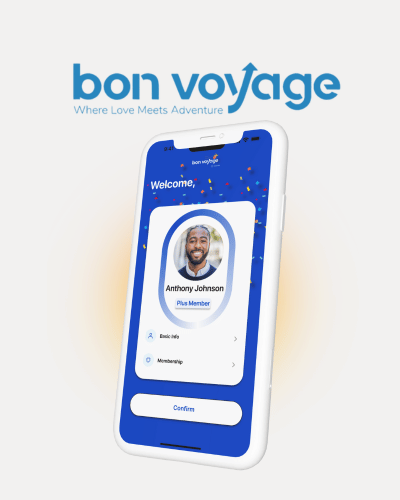 bon voyage
Where Love Meets Adventure
bon voyage
Welcome,
Anthony Johnson
Plus Member
Basic Info
Membership
Confirm